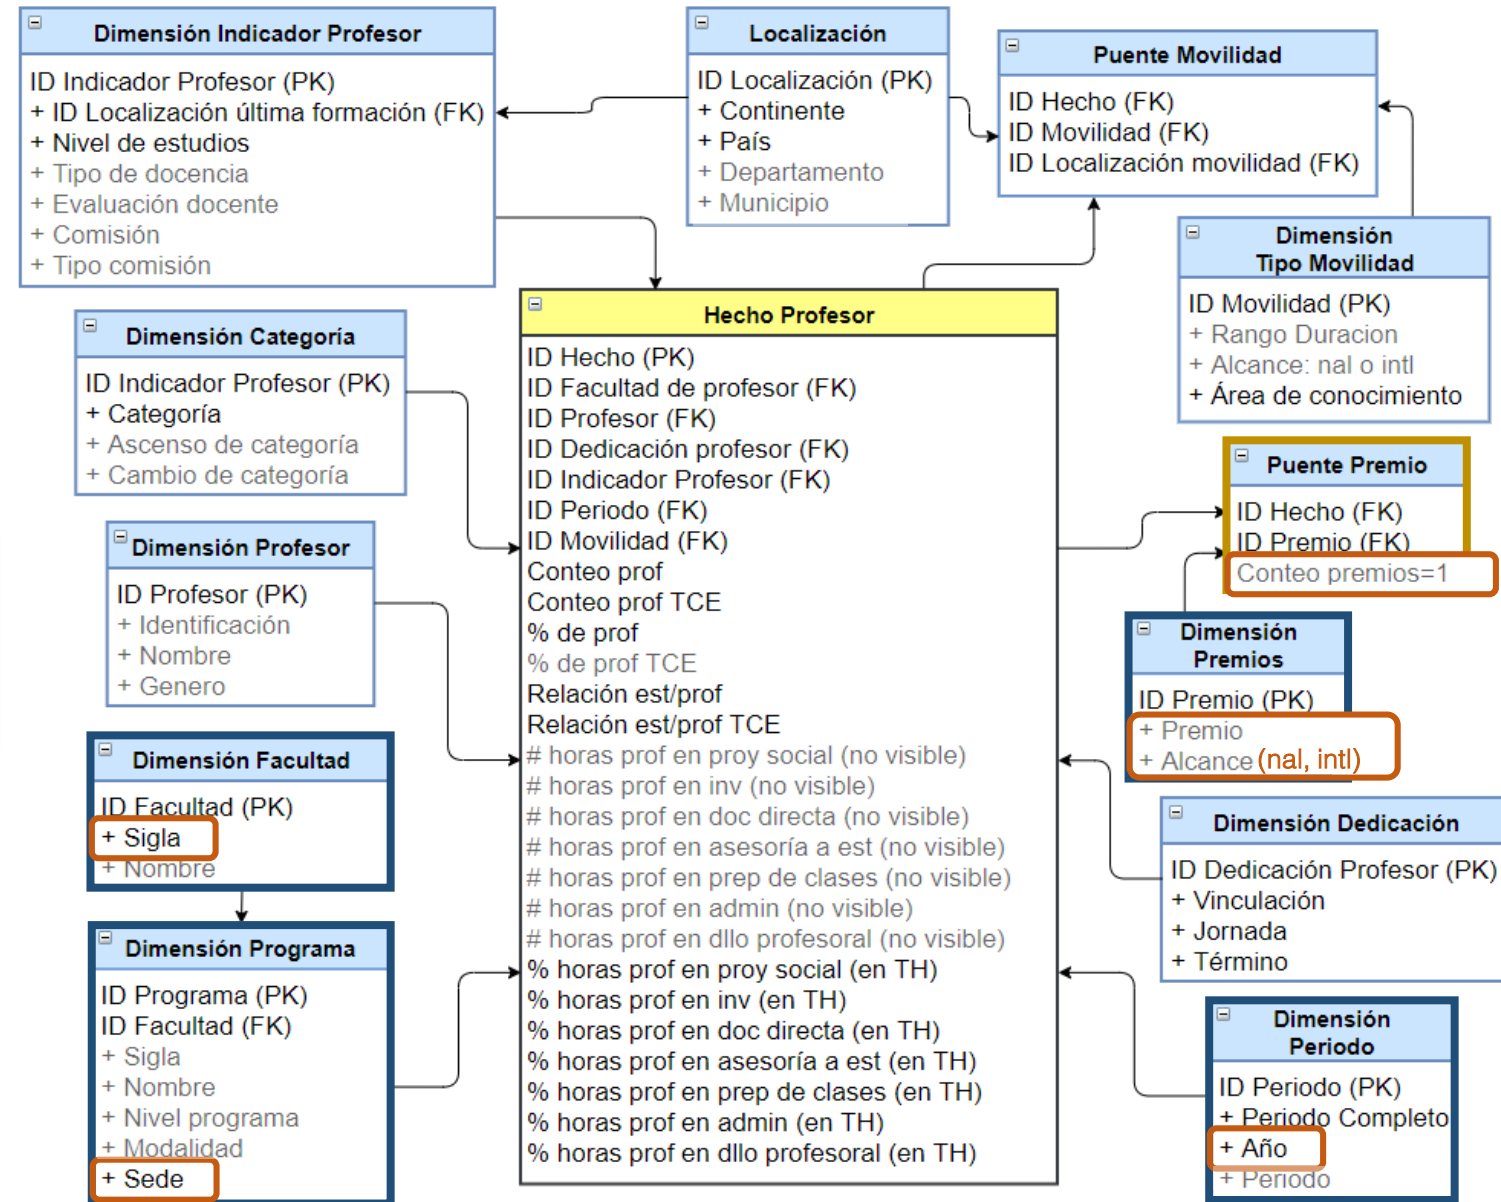 Dimensión Indicador Profesor
ID Indicador Profesor (PK)
+ ID Localización última formación (FK)
+ Nivel de estudios
+ Tipo de docencia
+ Evaluación docente
+ Comisión
+ Tipo comisión
Localización
ID Localización (PK)
+ Continente
+ País
+ Departamento
+ Municipio
Puente Movilidad
ID Hecho (FK)
ID Movilidad (FK)
ID Localización movilidad (FK)
Dimensión
Tipo Movilidad
ID Movilidad (PK)
+ Rango Duracion
+ Alcance: nal o intl
+ Área de conocimiento
Dimensión Categoría
ID Indicador Profesor (PK)
+ Categoría
+ Ascenso de categoría
+ Cambio de categoría
Dimensión Profesor
ID Profesor (PK)
+ Identificación
+ Nombre
+ Genero
Dimensión Facultad
ID Facultad (PK)
+ Sigla
+ Nombre
Dimensión Programa
ID Programa (PK)
ID Facultad (FK)
+ Sigla
+ Nombre
+ Nivel programa
+ Modalidad
+ Sede
Hecho Profesor
ID Hecho (PK)
ID Facultad de profesor (FK)
ID Profesor (FK)
ID Dedicación profesor (FK)
ID Indicador Profesor (FK)
ID Periodo (FK)
ID Movilidad (FK)
Conteo prof
Conteo prof TCE
% de prof
% de prof TCE
Relación est/prof
Relación est/prof TCE
# horas prof en proy social (no visible)
# horas prof en inv (no visible)
# horas prof en doc directa (no visible)
# horas prof en asesoría a est (no visible)
# horas prof en prep de clases (no visible)
# horas prof en admin (no visible)
# horas prof en dllo profesoral (no visible)
% horas prof en proy social (en TH)
% horas prof en inv (en TH)
% horas prof en doc directa (en TH)
% horas prof en asesoría a est (en TH)
% horas prof en prep de clases (en TH)
% horas prof en admin (en TH)
% horas prof en dllo profesoral (en TH)
Puente Premio
ID Hecho (FK)
ID Premio (FK)
Conteo premios=1
Dimensión
Premios
ID Premio (PK)
+ Premio
+ Alcance (nal, intl)
Dimensión Dedicación
ID Dedicación Profesor (PK)
+ Vinculación
+ Jornada
+ Término
Dimensión
Periodo
ID Periodo (PK)
+ Periodo Completo
+ Año
+ Periodo